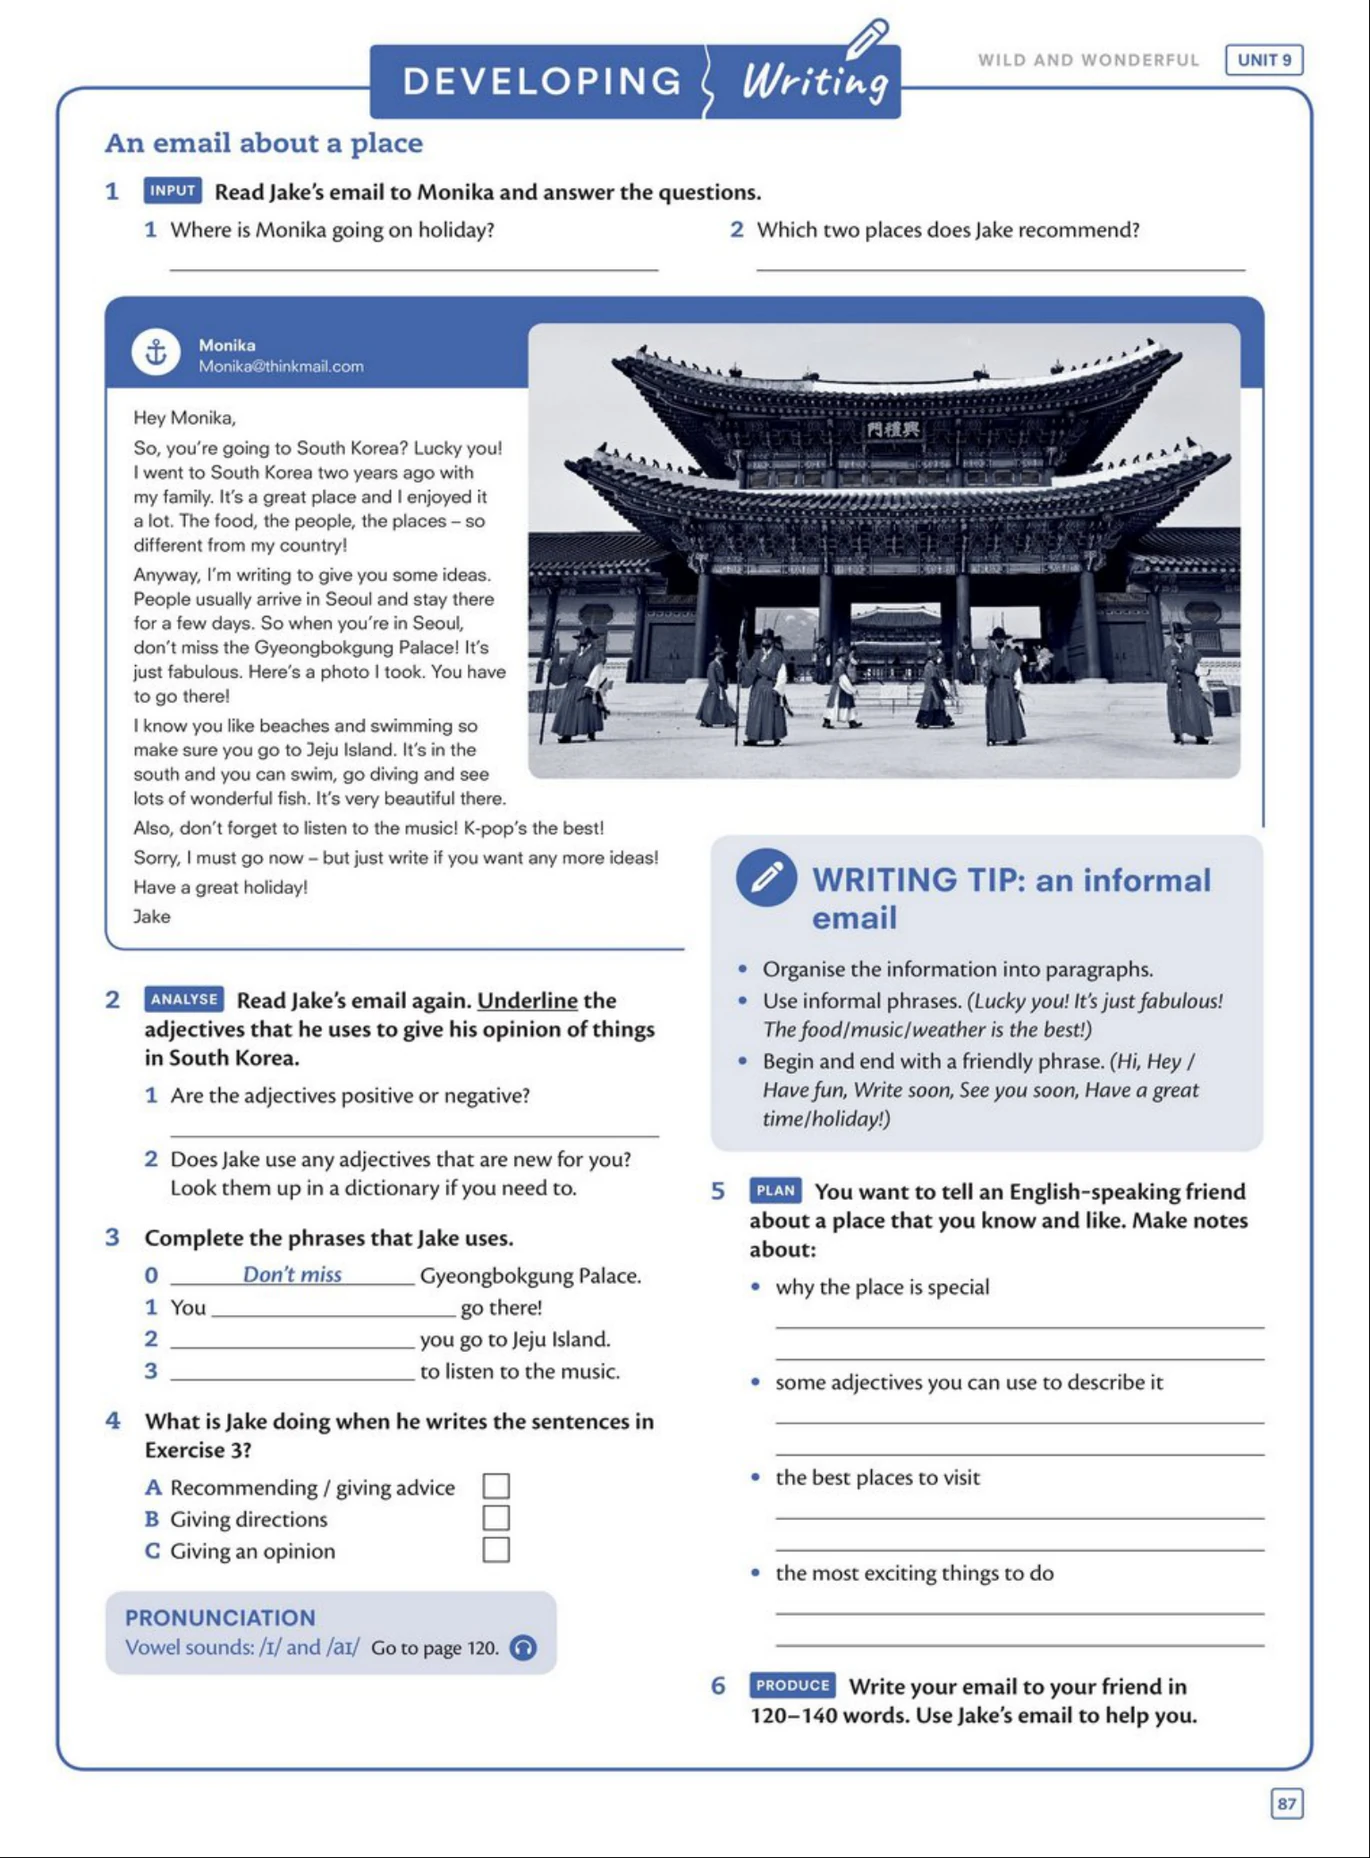 DEVELOPING Writing
WILD AND WONDERFUL UNIT 9
An email about a place
1 INPUT Read Jake's email to Monika and answer the questions.
1 Where is Monika going on holiday?
2 Which two places does Jake recommend?
Monika
Monika@thinkmail.com
Hey Monika,
So, you're going to South Korea? Lucky you!
I went to South Korea two years ago with
my family. It's a great place and I enjoyed it
a lot. The food, the people, the places – so
different from my country!
Anyway, I'm writing to give you some ideas.
People usually arrive in Seoul and stay there
for a few days. So when you're in Seoul,
don't miss the Gyeongbokgung Palace! It's
just fabulous. Here's a photo I took. You have
to go there!
I know you like beaches and swimming so
make sure you go to Jeju Island. It's in the
south and you can swim, go diving and see
lots of wonderful fish. It's very beautiful there.
Also, don't forget to listen to the music! K-pop's the best!
Sorry, I must go now – but just write if you want any more ideas!
Have a great holiday!
Jake
門禮興
2 ANALYSE Read Jake's email again. Underline the
adjectives that he uses to give his opinion of things
in South Korea.
1 Are the adjectives positive or negative?
2 Does Jake use any adjectives that are new for you?
Look them up in a dictionary if you need to.
3 Complete the phrases that Jake uses.
0 Don't miss Gyeongbokgung Palace.
1 You go there!
2 you go to Jeju Island.
3 to listen to the music.
4 What is Jake doing when he writes the sentences in
Exercise 3?
A Recommending / giving advice
B Giving directions
C Giving an opinion
PRONUNCIATION
Vowel sounds: /ɪ/ and /aɪ/ Go to page 120.
WRITING TIP: an informal
email
• Organise the information into paragraphs.
• Use informal phrases. (Lucky you! It's just fabulous!
The food/music/weather is the best!)
• Begin and end with a friendly phrase. (Hi, Hey /
Have fun, Write soon, See you soon, Have a great
time/holiday!)
5 PLAN You want to tell an English-speaking friend
about a place that you know and like. Make notes
about:
• why the place is special
• some adjectives you can use to describe it
• the best places to visit
• the most exciting things to do
6 PRODUCE Write your email to your friend in
120–140 words. Use Jake's email to help you.
87